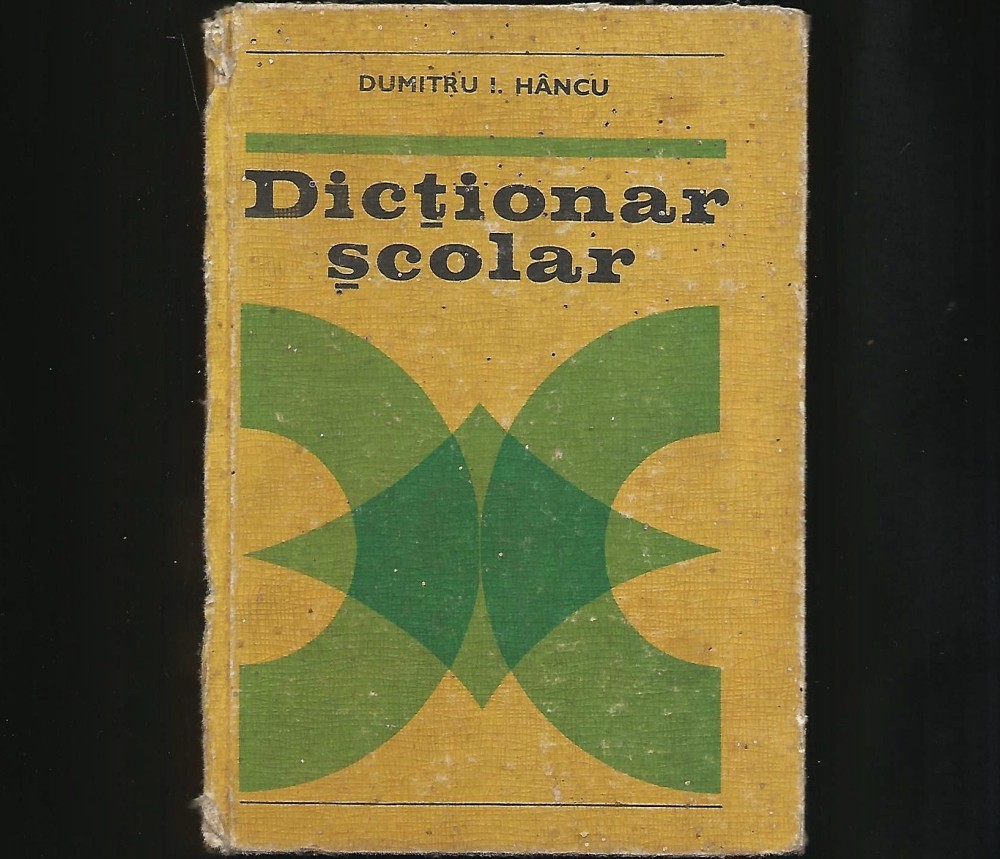 DUMITRU I. HÂNCU
Dicționar
școlar